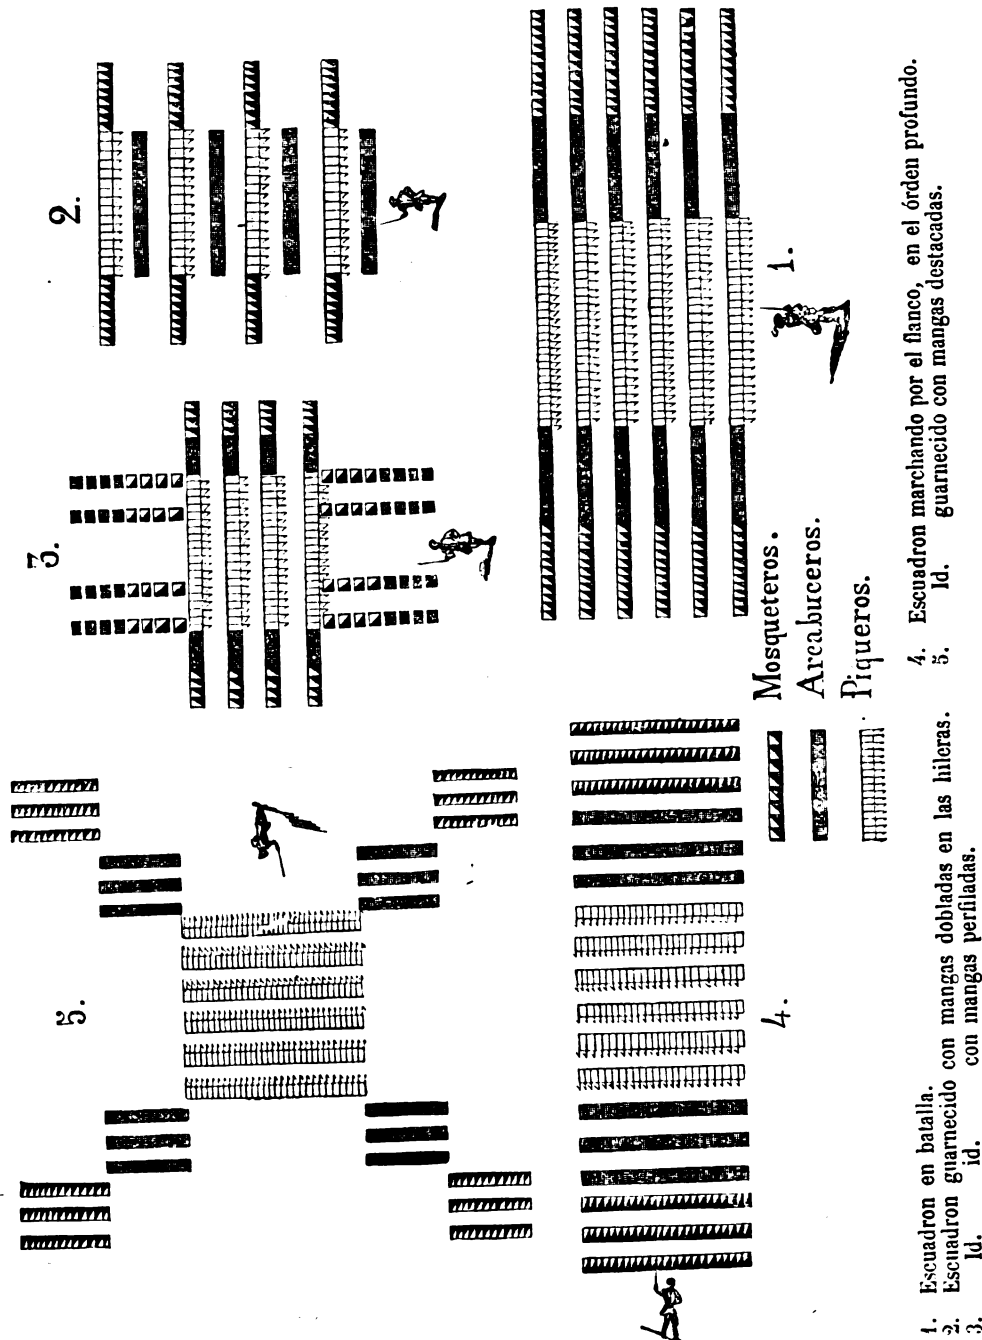 2.
3.
5.
1.
4.
Mosqueteros.
Arcabuceros.
Piqueros.
1. Escuadron en batalla.
2. Escuadron guarnecido con mangas dobladas en las hileras.
3. Id. id. con mangas perfiladas.
4. Escuadron marchando por el flanco, en el órden profundo.
5. Id. guarnecido con mangas destacadas.